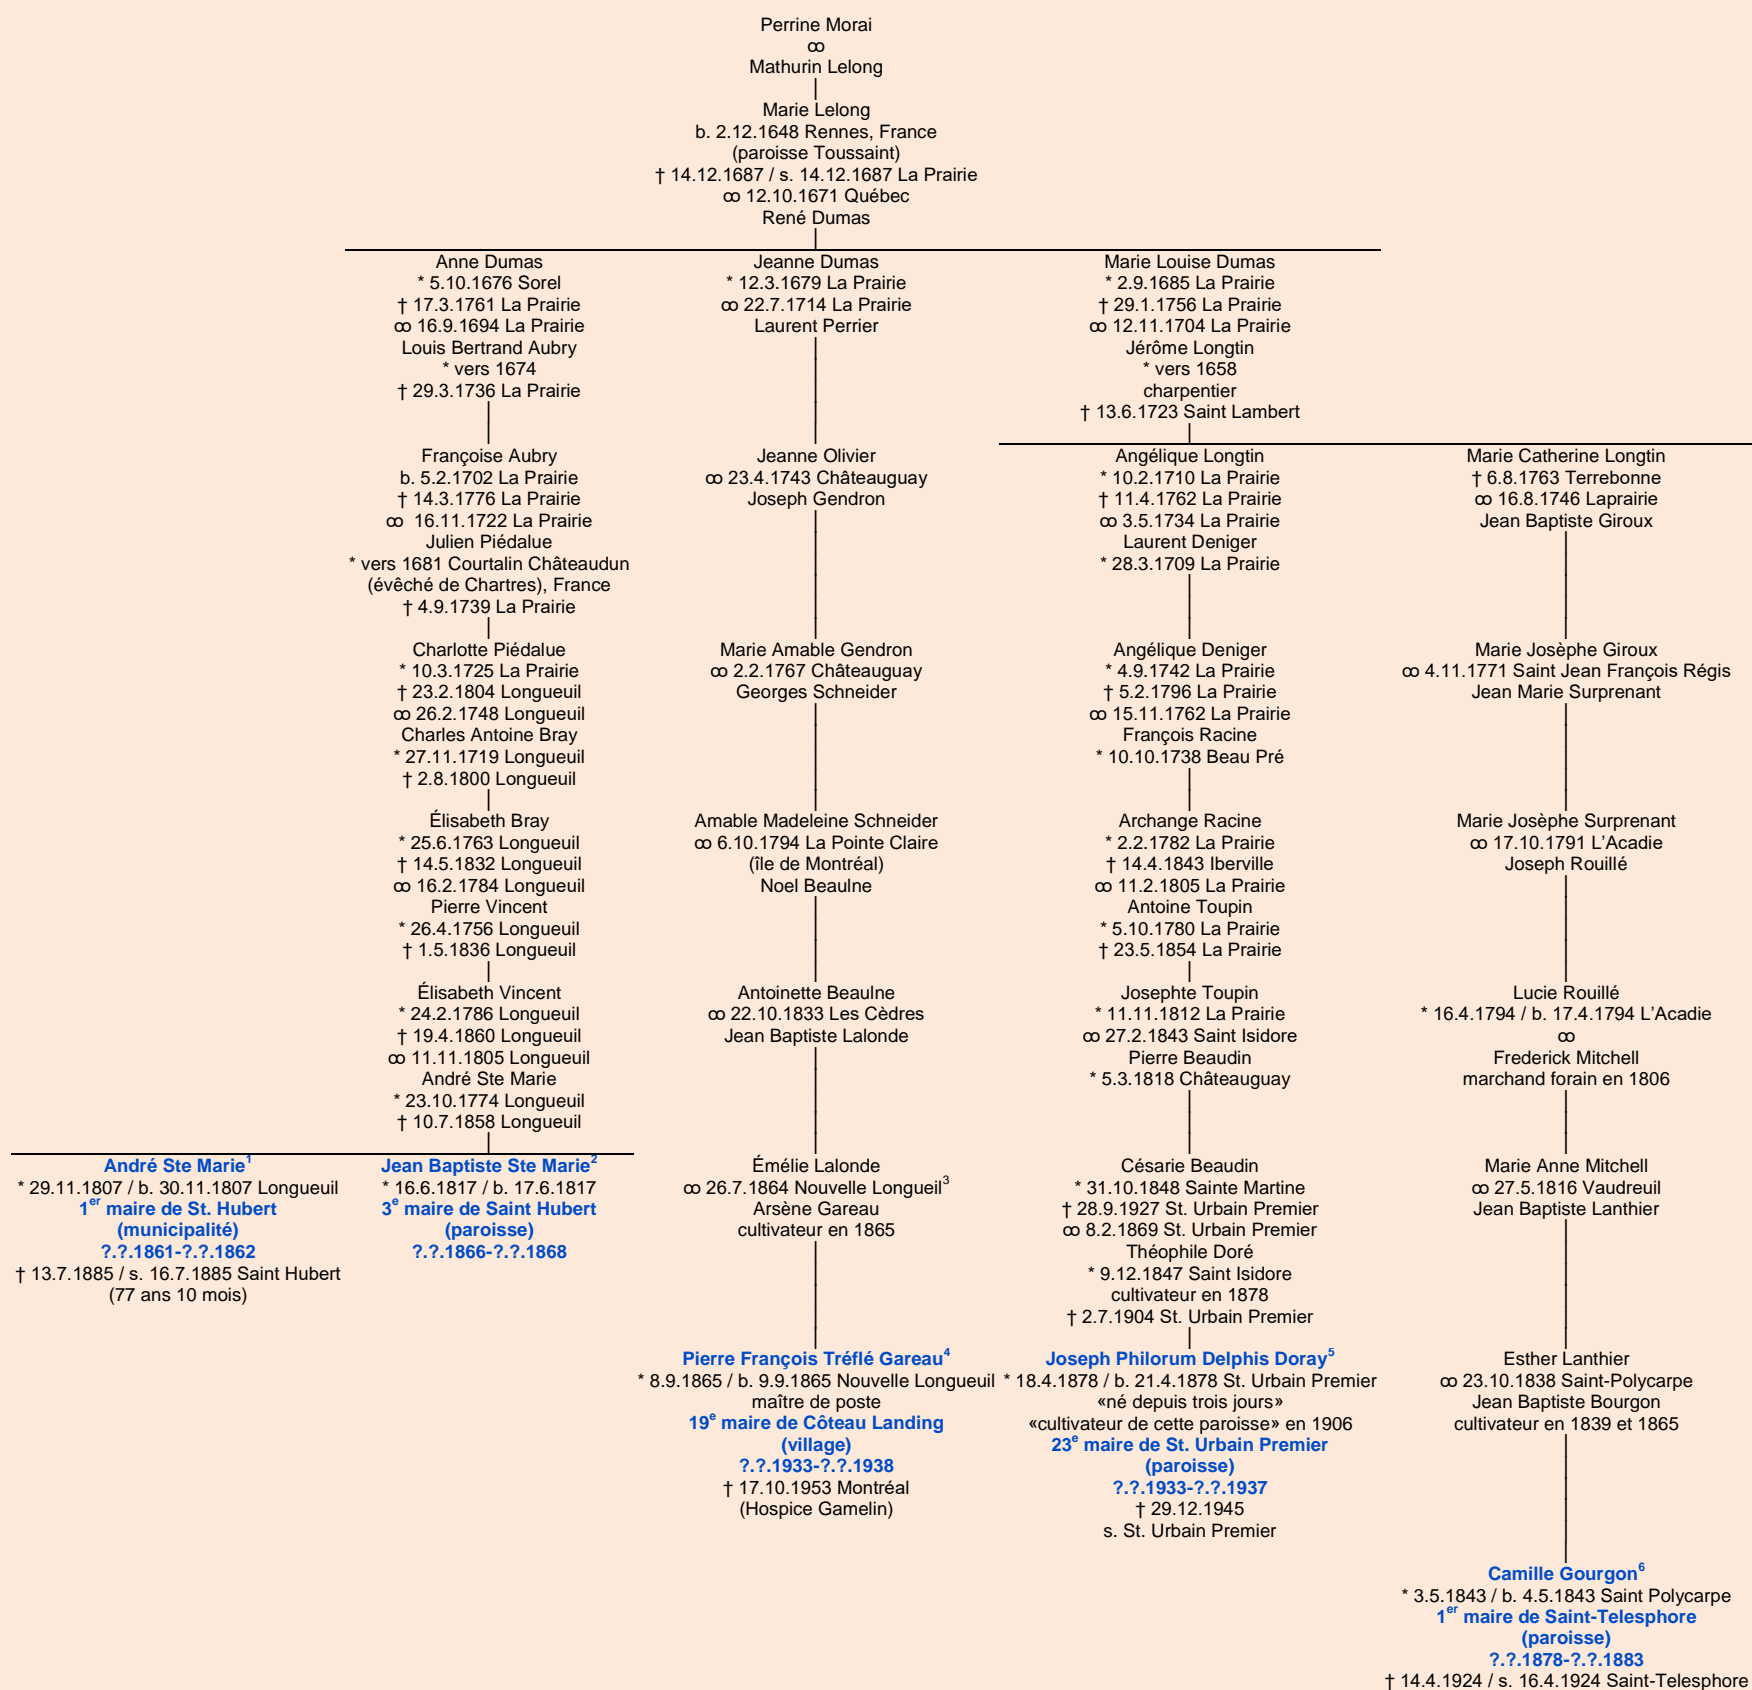 Perrine Morai
ꝏ
Mathurin Lelong
Marie Lelong
b. 2.12.1648 Rennes, France
(paroisse Toussaint)
† 14.12.1687 / s. 14.12.1687 La Prairie
ꝏ 12.10.1671 Québec
René Dumas
Anne Dumas
* 5.10.1676 Sorel
† 17.3.1761 La Prairie
ꝏ 16.9.1694 La Prairie
Louis Bertrand Aubry
* vers 1674
† 29.3.1736 La Prairie
Jeanne Dumas
* 12.3.1679 La Prairie
ꝏ 22.7.1714 La Prairie
Laurent Perrier
Marie Louise Dumas
* 2.9.1685 La Prairie
† 29.1.1756 La Prairie
ꝏ 12.11.1704 La Prairie
Jérôme Longtin
* vers 1658
charpentier
† 13.6.1723 Saint Lambert
Françoise Aubry
b. 5.2.1702 La Prairie
† 14.3.1776 La Prairie
ꝏ 16.11.1722 La Prairie
Julien Piédalue
* vers 1681 Courtalin Châteaudun
(évêché de Chartres), France
† 4.9.1739 La Prairie
Jeanne Olivier
ꝏ 23.4.1743 Châteauguay
Joseph Gendron
Angélique Longtin
* 10.2.1710 La Prairie
† 11.4.1762 La Prairie
ꝏ 3.5.1734 La Prairie
Laurent Deniger
* 28.3.1709 La Prairie
Marie Catherine Longtin
† 6.8.1763 Terrebonne
ꝏ 16.8.1746 Laprairie
Jean Baptiste Giroux
Charlotte Piédalue
* 10.3.1725 La Prairie
† 23.2.1804 Longueuil
ꝏ 26.2.1748 Longueuil
Charles Antoine Bray
* 27.11.1719 Longueuil
† 2.8.1800 Longueuil
Marie Amable Gendron
ꝏ 2.2.1767 Châteauguay
Georges Schneider
Angélique Deniger
* 4.9.1742 La Prairie
† 5.2.1796 La Prairie
ꝏ 15.11.1762 La Prairie
François Racine
* 10.10.1738 Beau Pré
Marie Josèphe Giroux
ꝏ 4.11.1771 Saint Jean François Régis
Jean Marie Surprenant
Élisabeth Bray
* 25.6.1763 Longueuil
† 14.5.1832 Longueuil
ꝏ 16.2.1784 Longueuil
Pierre Vincent
* 26.4.1756 Longueuil
† 1.5.1836 Longueuil
Amable Madeleine Schneider
ꝏ 6.10.1794 La Pointe Claire
(île de Montréal)
Noel Beaulne
Archange Racine
* 2.2.1782 La Prairie
† 14.4.1843 Iberville
ꝏ 11.2.1805 La Prairie
Antoine Toupin
* 5.10.1780 La Prairie
† 23.5.1854 La Prairie
Marie Josèphe Surprenant
ꝏ 17.10.1791 L’Acadie
Joseph Rouillé
Élisabeth Vincent
* 24.2.1786 Longueuil
† 19.4.1860 Longueuil
ꝏ 11.11.1805 Longueuil
André Ste Marie
* 23.10.1774 Longueuil
† 10.7.1858 Longueuil
Antoinette Beaulne
ꝏ 22.10.1833 Les Cèdres
Jean Baptiste Lalonde
Josephte Toupin
* 11.11.1812 La Prairie
ꝏ 27.2.1843 Saint Isidore
Pierre Beaudin
* 5.3.1818 Châteauguay
Lucie Rouillé
* 16.4.1794 / b. 17.4.1794 L’Acadie
ꝏ
Frederick Mitchell
marchand forain en 1806
André Ste Marie¹
* 29.11.1807 / b. 30.11.1807 Longueuil
1er maire de St. Hubert
(municipalité)
?.?.1861-?.?.1862
† 13.7.1885 / s. 16.7.1885 Saint Hubert
(77 ans 10 mois)
Jean Baptiste Ste Marie²
* 16.6.1817 / b. 17.6.1817
3e maire de Saint Hubert
(paroisse)
?.?.1866-?.?.1868
Émélie Lalonde
ꝏ 26.7.1864 Nouvelle Longueil³
Arsène Gareau
cultivateur en 1865
Césarie Beaudin
* 31.10.1848 Sainte Martine
† 28.9.1927 St. Urbain Premier
ꝏ 8.2.1869 St. Urbain Premier
Théophile Doré
* 9.12.1847 Saint Isidore
cultivateur en 1878
† 2.7.1904 St. Urbain Premier
Marie Anne Mitchell
ꝏ 27.5.1816 Vaudreuil
Jean Baptiste Lanthier
Pierre François Tréflé Gareau⁴
* 8.9.1865 / b. 9.9.1865 Nouvelle Longueuil
maître de poste
19e maire de Côteau Landing
(village)
?.?.1933-?.?.1938
† 17.10.1953 Montréal
(Hospice Gamelin)
Joseph Philorum Delphis Doray⁵
* 18.4.1878 / b. 21.4.1878 St. Urbain Premier
«né depuis trois jours»
«cultivateur de cette paroisse» en 1906
23e maire de St. Urbain Premier
(paroisse)
?.?.1933-?.?.1937
† 29.12.1945
s. St. Urbain Premier
Esther Lanthier
ꝏ 23.10.1838 Saint-Polycarpe
Jean Baptiste Bourgon
cultivateur en 1839 et 1865
Camille Gourgon⁶
* 3.5.1843 / b. 4.5.1843 Saint Polycarpe
1er maire de Saint-Telesphore
(paroisse)
?.?.1878-?.?.1883
† 14.4.1924 / s. 16.4.1924 Saint-Telesphore